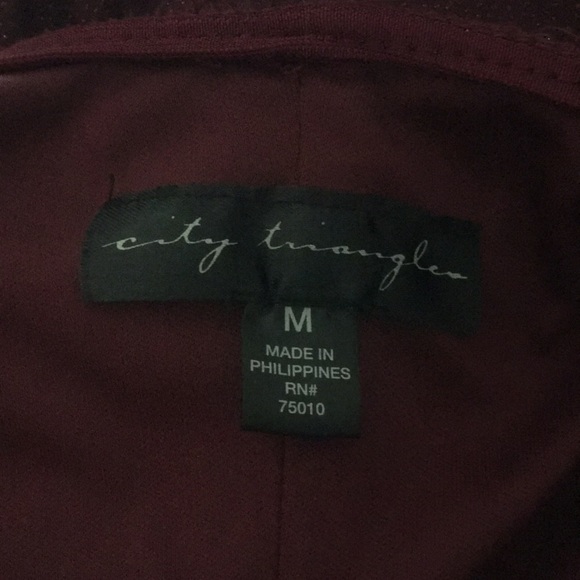 city triangles
M
MADE IN
PHILIPPINES
RN#
75010